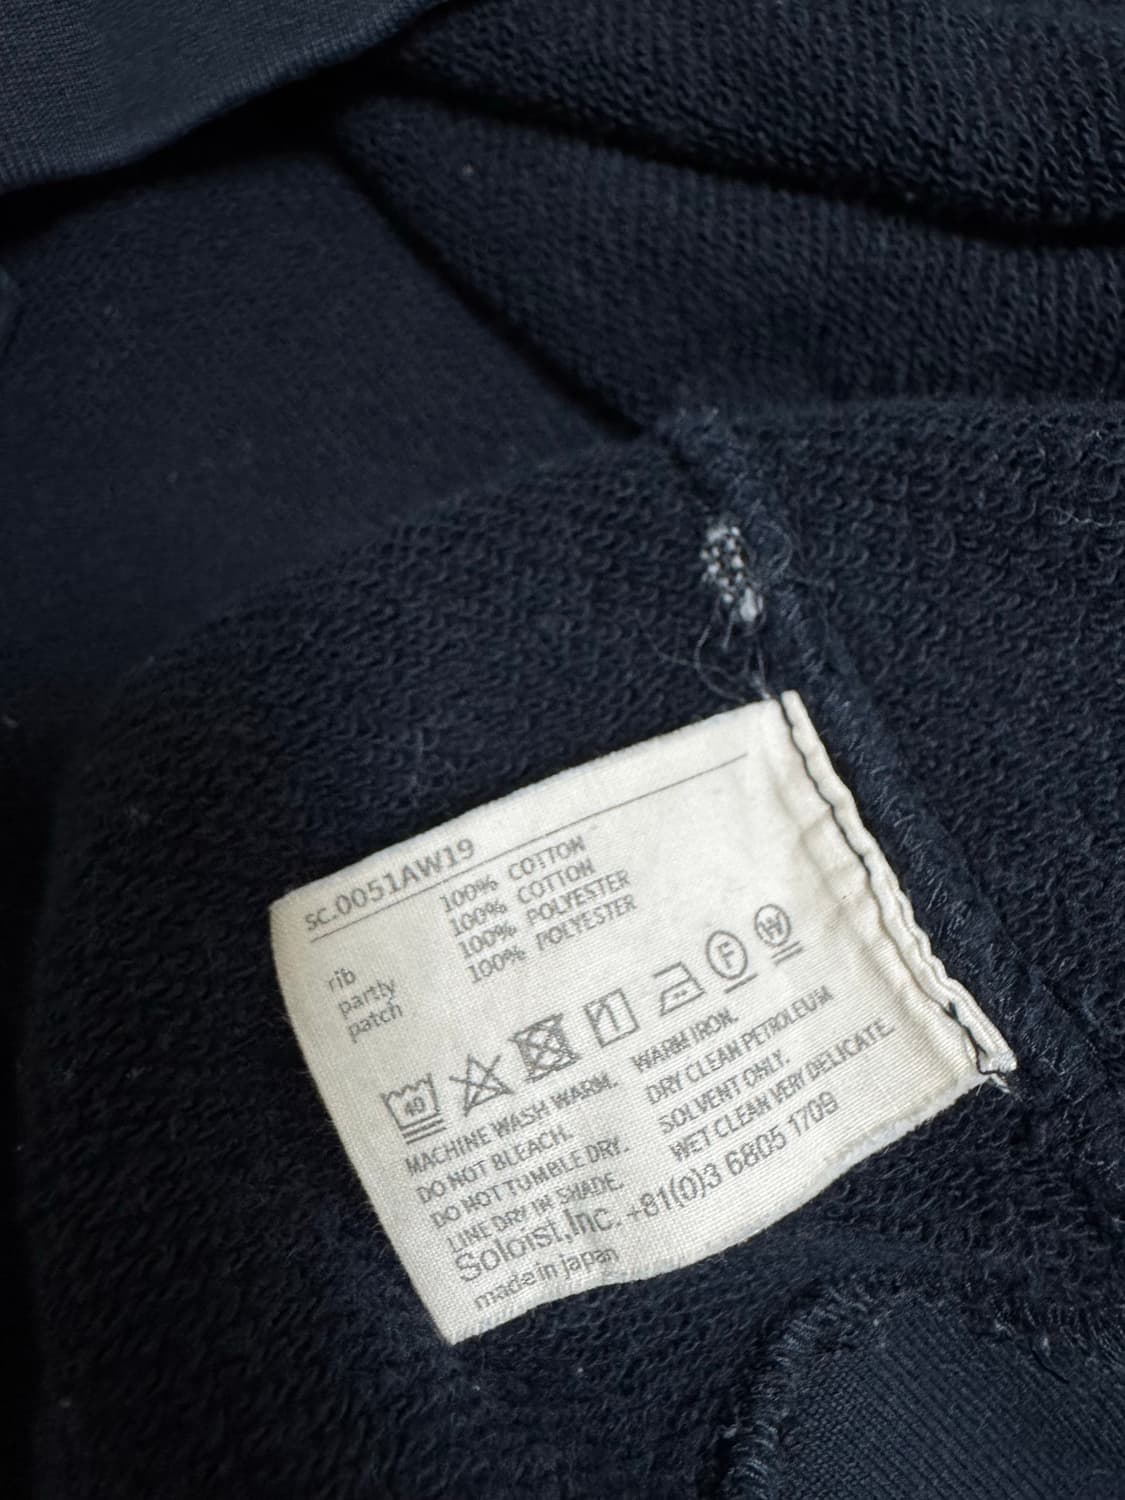 sc.0051AW19
100% COTTON
rib 100% COTTON
partly 100% POLYESTER
patch 100% POLYESTER
40 1 F W
MACHINE WASH WARM.
DO NOT BLEACH.
DO NOT TUMBLE DRY.
LINE DRY IN SHADE.
WARM IRON.
DRY CLEAN PETROLEUM
SOLVENT ONLY.
WET CLEAN VERY DELICATE.
Soloist,Inc. +81(0)3 6805 1709
made in japan